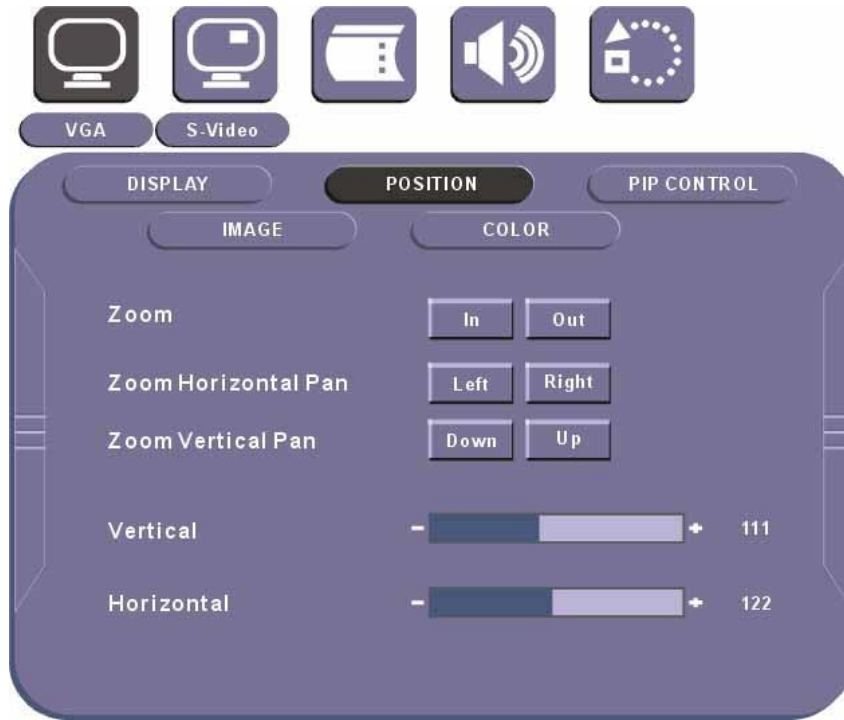 VGA S-Video
DISPLAY POSITION PIP CONTROL
IMAGE COLOR
Zoom In Out
Zoom Horizontal Pan Left Right
Zoom Vertical Pan Down Up
Vertical - + 111
Horizontal - + 122